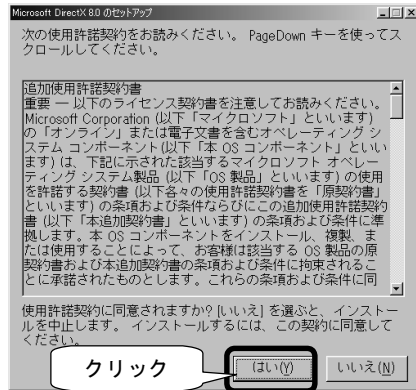 Microsoft DirectX 8.0 のセットアップ
次の使用許諾契約をお読みください。 PageDown キーを使ってス
クロールしてください。
追加使用許諾契約書
重要 — 以下のライセンス契約書を注意してお読みください。
Microsoft Corporation (以下「マイクロソフト」といいます)
の「オンライン」または電子文書を含むオペレーティング シ
ステム コンポーネント(以下「本 OS コンポーネント」といい
ます) は、下記に示された該当するマイクロソフト オペレー
ティング システム製品 (以下「OS 製品」といいます) の使用
を許諾する契約書 (以下各々の使用許諾契約書を「原契約書」
といいます) の条項および条件ならびにこの追加使用許諾契約
書 (以下「本追加契約書」といいます) の条項および条件に準
拠します。本 OS コンポーネントをインストール、複製、ま
たは使用することによって、お客様は該当する OS 製品の原
契約書および本追加契約書の条項および条件に拘束されるこ
とに承諾されたものとします。これらの条項および条件に同
使用許諾契約に同意されますか? [いいえ] を選ぶと、インストー
ルを中止します。 インストールするには、この契約に同意して
ください。
クリック
はい(Y)
いいえ(N)